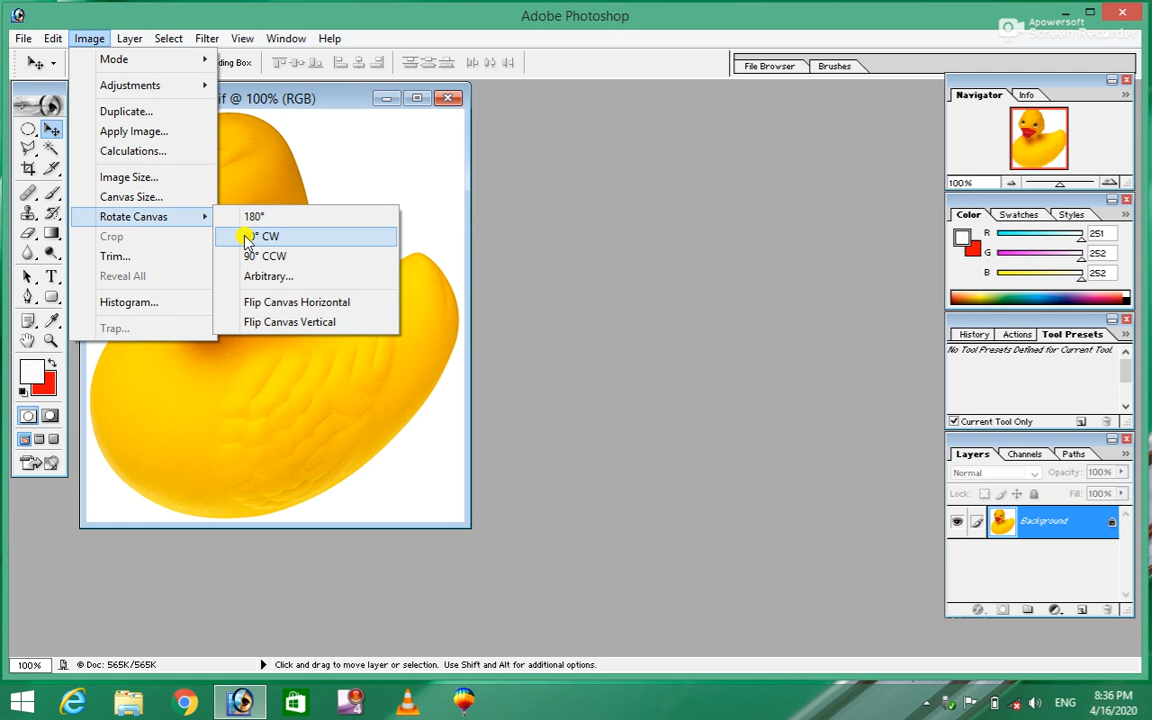 Adobe Photoshop
Apowersoft
Screen Recorder
File Edit Image Layer Select Filter View Window Help
ding Box
File Browser Brushes
if @ 100% (RGB)
Mode
Adjustments
Duplicate...
Apply Image...
Calculations...
Image Size...
Canvas Size...
Rotate Canvas
Crop
Trim...
Reveal All
Histogram...
Trap...
180°
° CW
90° CCW
Arbitrary...
Flip Canvas Horizontal
Flip Canvas Vertical
Navigator Info
100%
Color Swatches Styles
R 251
G 252
B 252
History Actions Tool Presets
No Tool Presets Defined for Current Tool.
Current Tool Only
Layers Channels Paths
Normal Opacity: 100%
Lock: Fill: 100%
Background
100% Doc: 565K/565K Click and drag to move layer or selection. Use Shift and Alt for additional options.
ENG
8:36 PM
4/16/2020